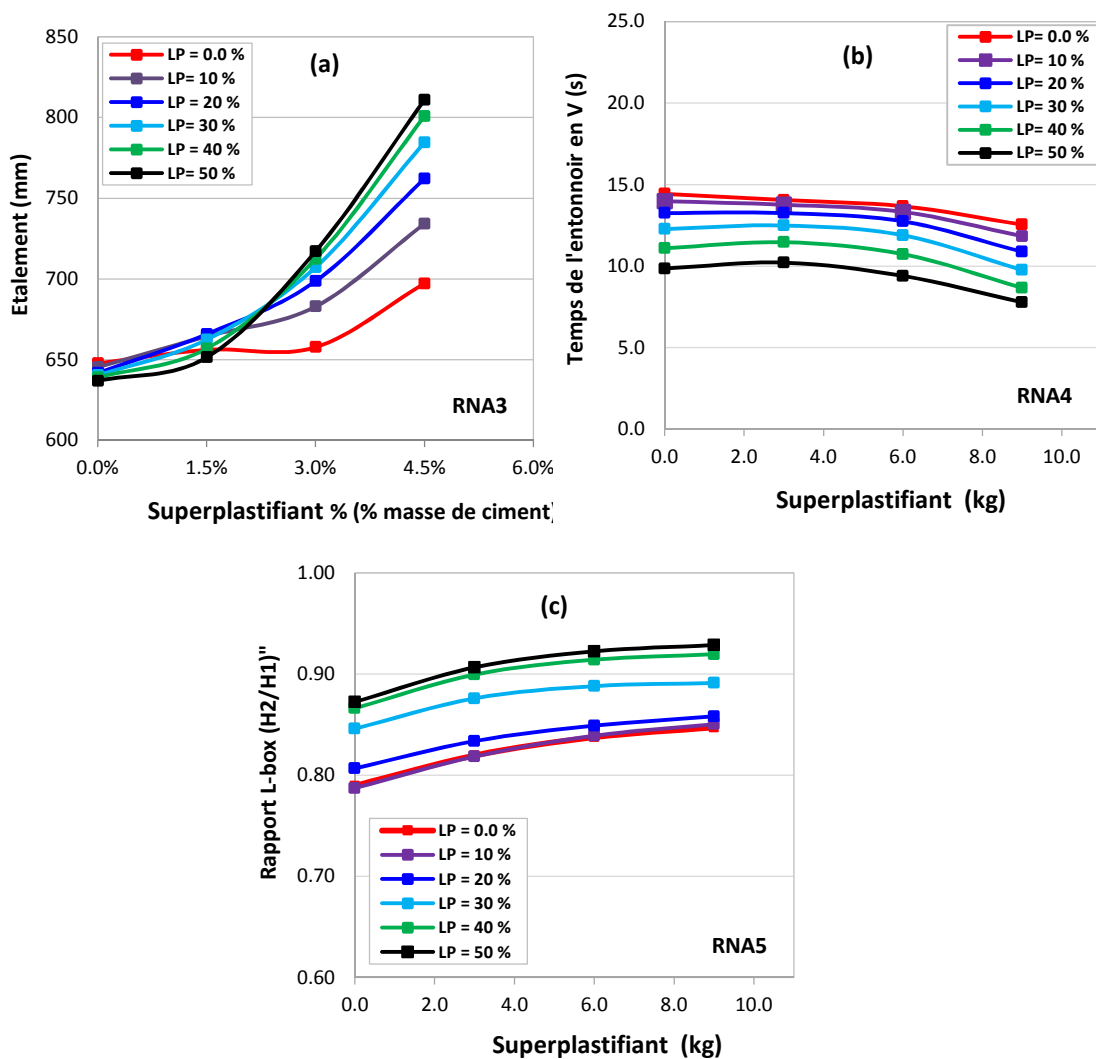 850
800
750
700
650
600
Etalement (mm)
LP = 0.0 %
LP= 10 %
LP = 20 %
LP = 30 %
LP = 40 %
LP= 50 %
(a)
RNA3
0.0%
1.5%
3.0%
4.5%
6.0%
Superplastifiant % (% masse de ciment)
25.0
20.0
15.0
10.0
5.0
0.0
Temps de l'entonnoir en V (s)
(b)
LP= 0.0 %
LP= 10 %
LP= 20 %
LP= 30 %
LP= 40 %
LP= 50 %
RNA4
0.0
2.0
4.0
6.0
8.0
10.0
Superplastifiant (kg)
1.00
0.90
0.80
0.70
0.60
Rapport L-box (H2/H1)"
(c)
LP = 0.0 %
LP = 10 %
LP = 20 %
LP = 30 %
LP = 40 %
LP = 50 %
RNA5
0.0
2.0
4.0
6.0
8.0
10.0
Superplastifiant (kg)